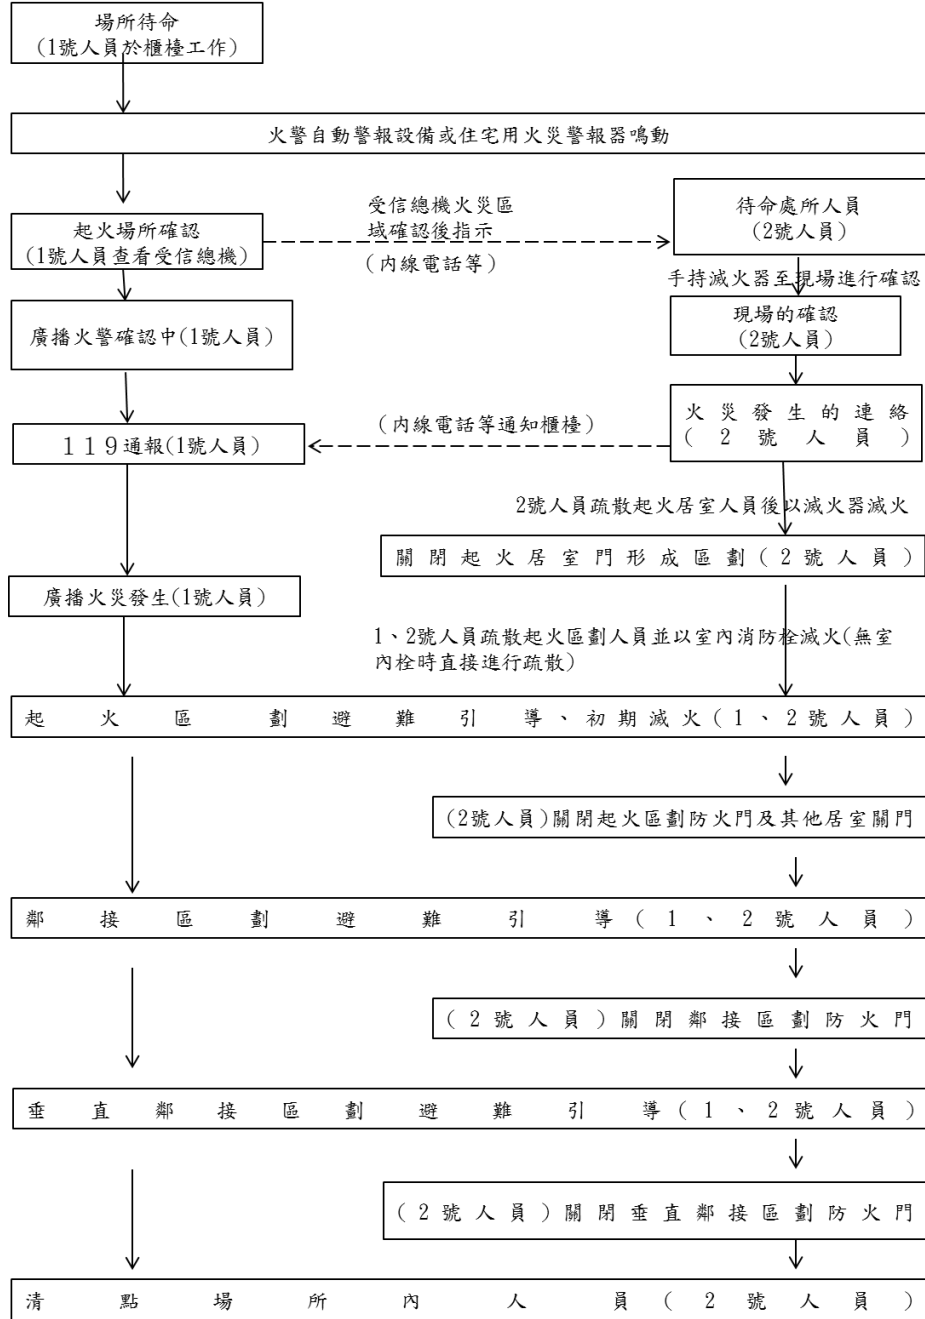 場所待命
(1號人員於櫃檯工作)
火警自動警報設備或住宅用火災警報器鳴動
起火場所確認
(1號人員查看受信總機)
受信總機火災區
域確認後指示
(內線電話等)
待命處所人員
(2號人員)
手持滅火器至現場進行確認
廣播火警確認中(1號人員)
現場的確認
(2號人員)
火災發生的連絡
(2號人員)
(內線電話等通知櫃檯)
119通報(1號人員)
2號人員疏散起火居室人員後以滅火器滅火
關閉起火居室門形成區劃(2號人員)
廣播火災發生(1號人員)
1、2號人員疏散起火區劃人員並以室內消防栓滅火(無室
內栓時直接進行疏散)
起火區劃避難引導、初期滅火(1、2號人員)
(2號人員)關閉起火區劃防火門及其他居室關門
鄰接區劃避難引導(1、2號人員)
(2號人員)關閉鄰接區劃防火門
垂直鄰接區劃避難引導(1、2號人員)
(2號人員)關閉垂直鄰接區劃防火門
清點場所內人員(2號人員)